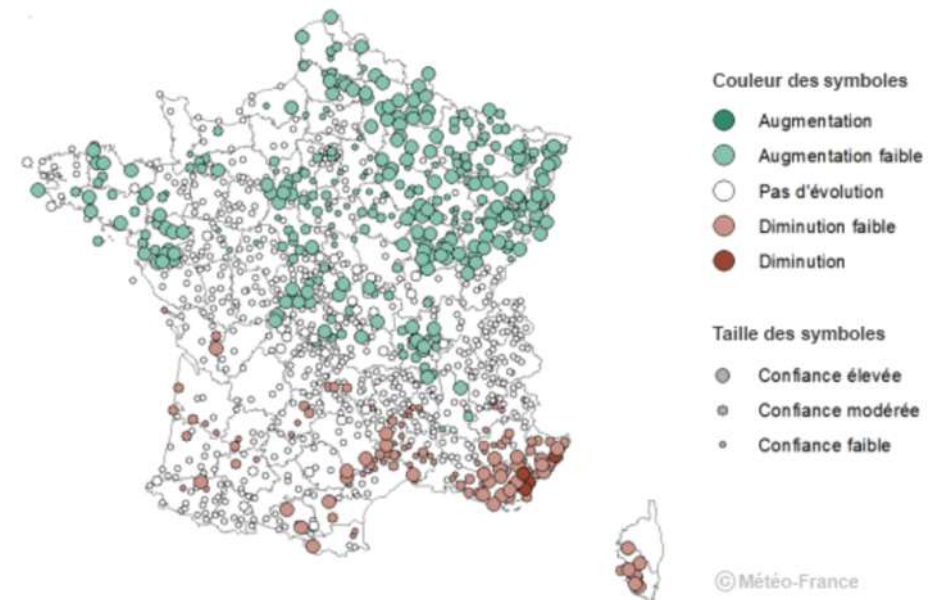 Couleur des symboles
Augmentation
Augmentation faible
Pas d'évolution
Diminution faible
Diminution
Taille des symboles
Confiance élevée
Confiance modérée
Confiance faible
© Météo-France